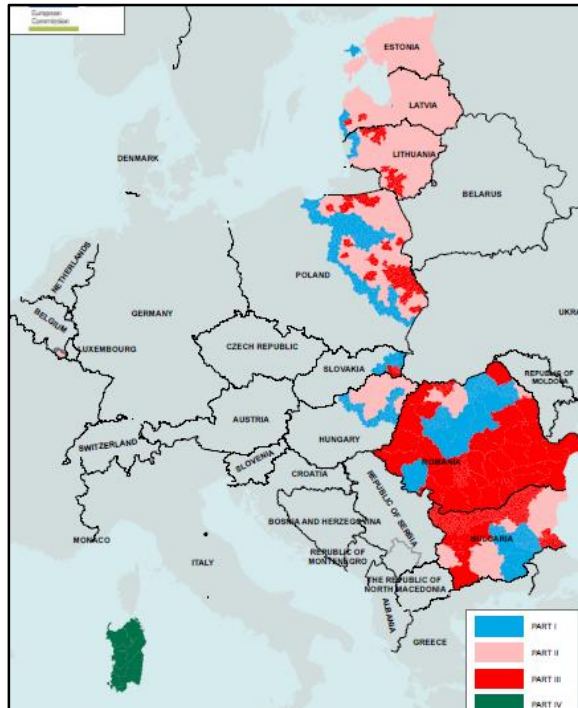 European
Commission
ESTONIA
LATVIA
DENMARK
LITHUANIA
BELARUS
NETHERLANDS
POLAND
BELGIUM
GERMANY
UKRA
LUXEMBOURG
CZECH REPUBLIC
SLOVAKIA
REPUBLIC OF
MOLDOVA
AUSTRIA
SWITZERLAND
HUNGARY
SLOVENIA
ROMANIA
CROATIA
REPUBLIC OF SERBIA
BOSNIA AND HERZEGOVINA
MONACO
BULGARIA
ITALY
REPUBLIC OF
MONTENEGRO
THE REPUBLIC OF
NORTH MACEDONIA
ALBANIA
GREECE
PART I
PART II
PART III
PART IV